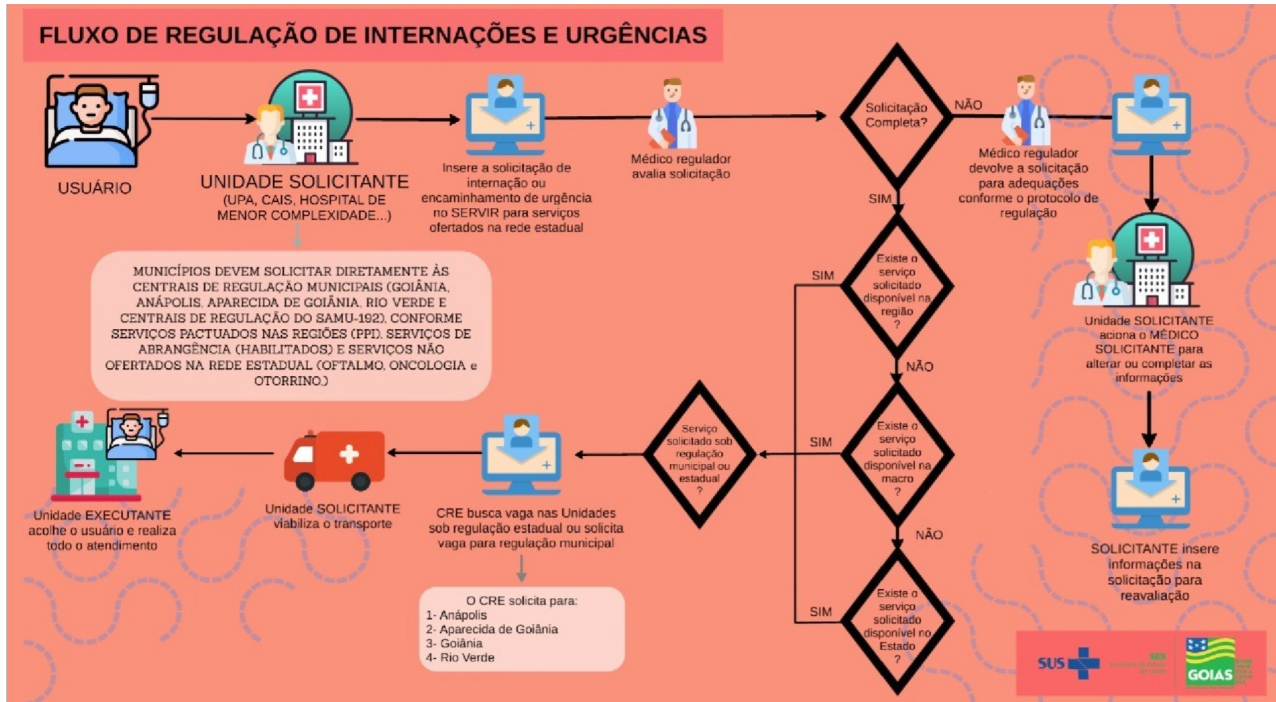 FLUXO DE REGULAÇÃO DE INTERNAÇÕES E URGÊNCIAS
USUÁRIO
UNIDADE SOLICITANTE
(UPA, CAIS, HOSPITAL DE
MENOR COMPLEXIDADE...)
Insere a solicitação de
internação ou
encaminhamento de urgência
no SERVIR para serviços
ofertados na rede estadual
Médico regulador
avalia solicitação
Solicitação
Completa?
NÃO
Médico regulador
devolve a solicitação
para adequações
conforme o protocolo de
regulação
SIM
MUNICÍPIOS DEVEM SOLICITAR DIRETAMENTE ÀS
CENTRAIS DE REGULAÇÃO MUNICIPAIS (GOIÂNIA,
ANÁPOLIS, APARECIDA DE GOIÂNIA, RIO VERDE E
CENTRAIS DE REGULAÇÃO DO SAMU-192), CONFORME
SERVIÇOS PACTUADOS NAS REGIÕES (PPI), SERVIÇOS DE
ABRANGÊNCIA (HABILITADOS) E SERVIÇOS NÃO
OFERTADOS NA REDE ESTADUAL (OFTALMO, ONCOLOGIA e
OTORRINO.)
SIM
Existe o
serviço
solicitado
disponível na
região
?
Unidade SOLICITANTE
aciona o MÉDICO
SOLICITANTE para
alterar ou completar as
informações
NÃO
Unidade EXECUTANTE
acolhe o usuário e realiza
todo o atendimento
Unidade SOLICITANTE
viabiliza o transporte
CRE busca vaga nas Unidades
sob regulação estadual ou solicita
vaga para regulação municipal
Serviço
solicitado sob
regulação
municipal ou
estadual
?
SIM
Existe o
serviço
solicitado
disponível na
macro
?
NÃO
SOLICITANTE insere
informações na
solicitação para
reavaliação
O CRE solicita para:
1- Anápolis
2- Aparecida de Goiânia
3- Goiânia
4- Rio Verde
SIM
Existe o
serviço
solicitado
disponível no
Estado
?
SUS
SES
GOIÁS